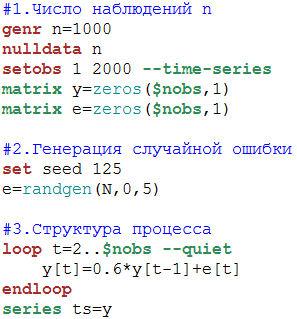 #1.Число наблюдений n
genr n=1000
nulldata n
setobs 1 2000 --time-series
matrix y=zeros($nobs,1)
matrix e=zeros($nobs,1)
#2.Генерация случайной ошибки
set seed 125
e=randgen(N,0,5)
#3.Структура процесса
loop t=2..$nobs --quiet
y[t]=0.6*y[t-1]+e[t]
endloop
series ts=y